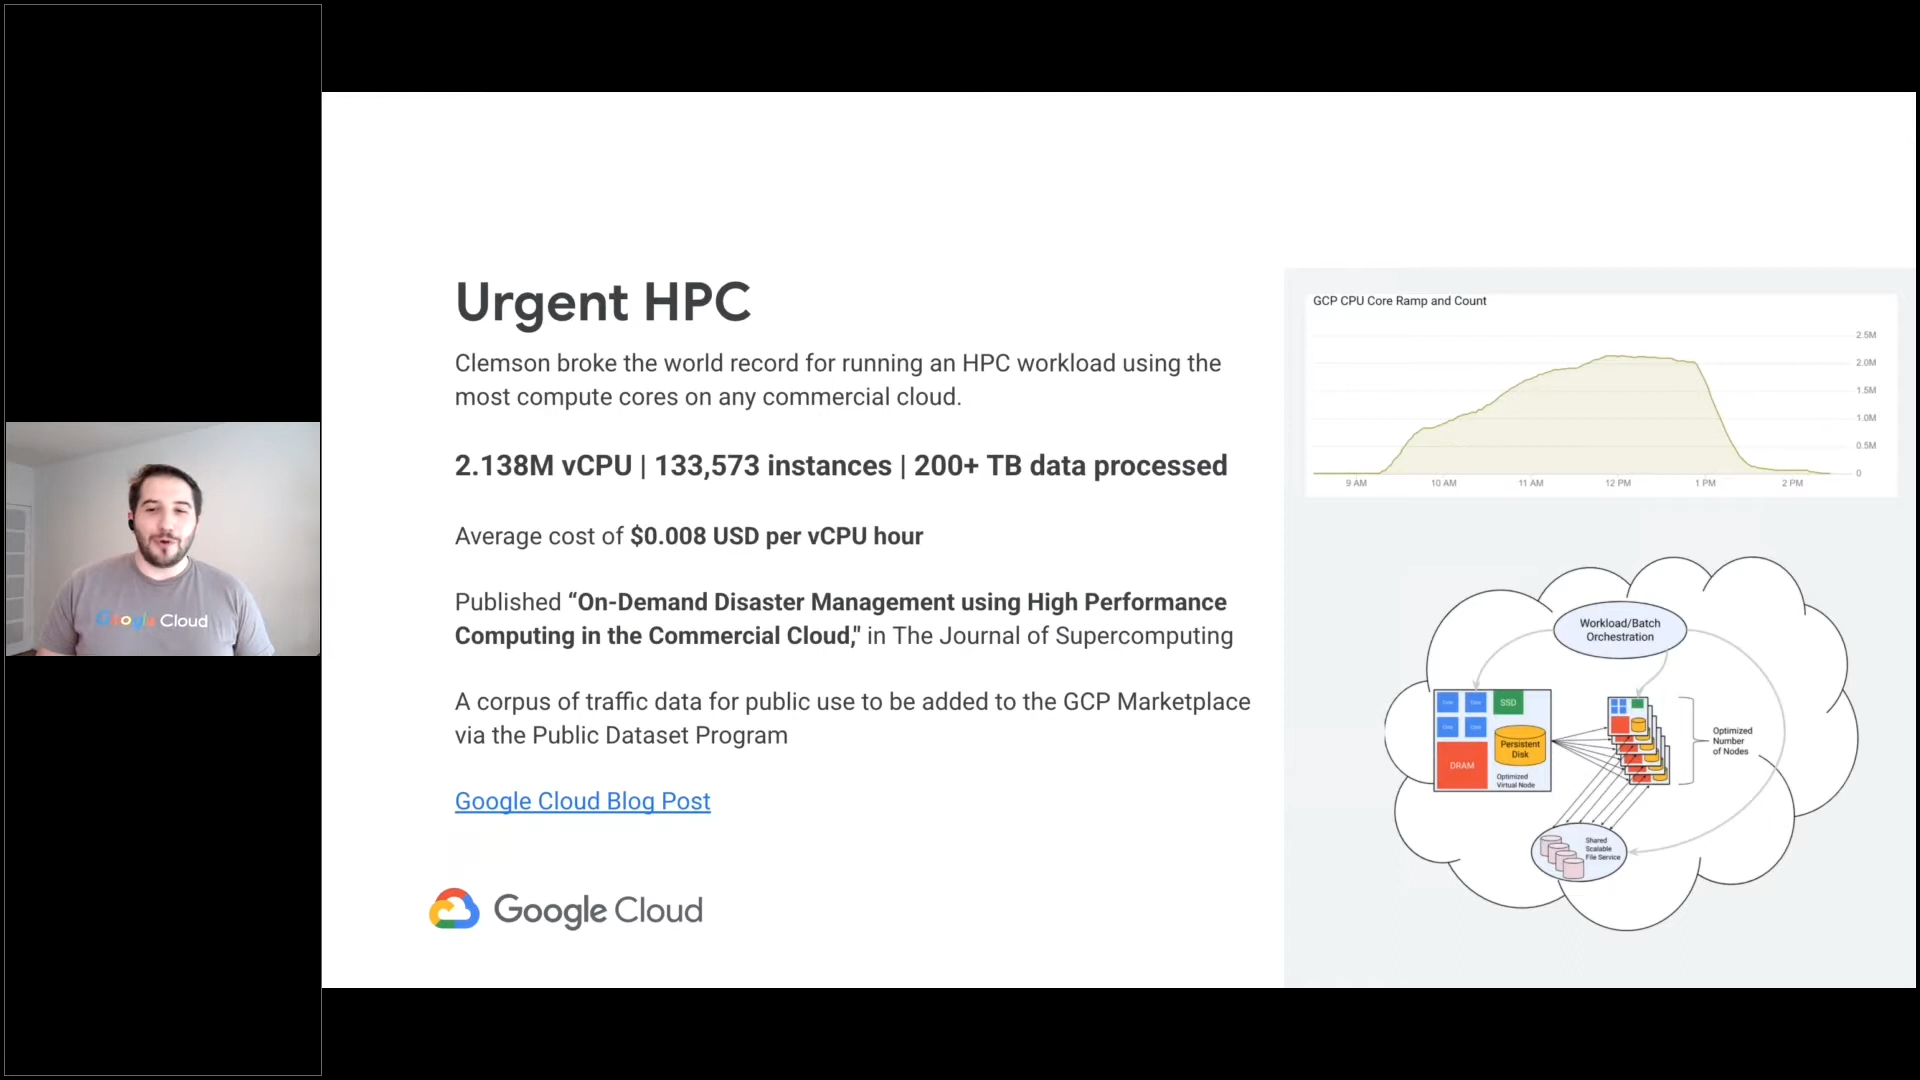 Urgent HPC
Clemson broke the world record for running an HPC workload using the
most compute cores on any commercial cloud.
2.138M vCPU | 133,573 instances | 200+ TB data processed
Average cost of $0.008 USD per vCPU hour
Published “On-Demand Disaster Management using High Performance
Computing in the Commercial Cloud," in The Journal of Supercomputing
A corpus of traffic data for public use to be added to the GCP Marketplace
via the Public Dataset Program
Google Cloud Blog Post
Google Cloud
Google Cloud
GCP CPU Core Ramp and Count
2.5M
2.0M
1.5M
1.0M
0.5M
0
9 AM
10 AM
11 AM
12 PM
1 PM
2 PM
Workload/Batch
Orchestration
SSD
Persistent
Disk
DRAM
Optimized
Virtual Node
Optimized
Number
of Nodes
Shared
Scalable
File Service